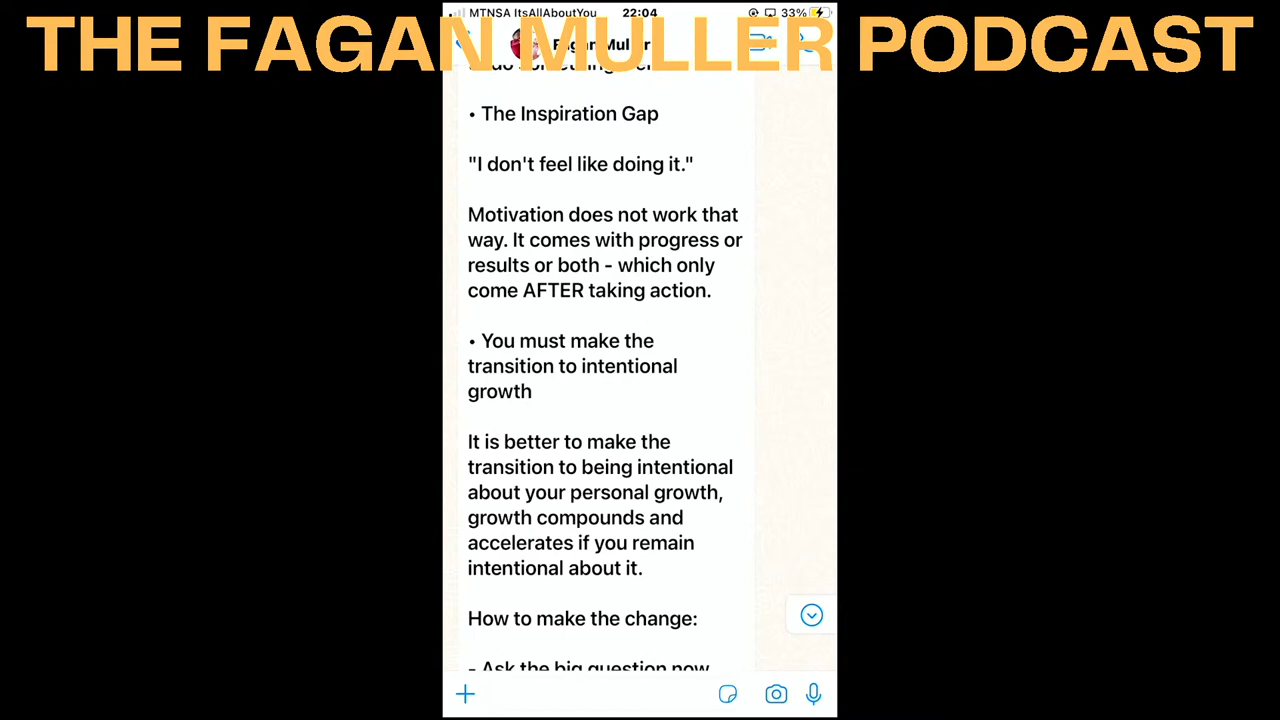 THE FAGAN MULLER PODCAST
MTNSA ItsAllAboutYou 22:04 33%
Fagan Muller
• The Inspiration Gap
"I don't feel like doing it."
Motivation does not work that
way. It comes with progress or
results or both - which only
come AFTER taking action.
• You must make the
transition to intentional
growth
It is better to make the
transition to being intentional
about your personal growth,
growth compounds and
accelerates if you remain
intentional about it.
How to make the change:
- Ask the big question now